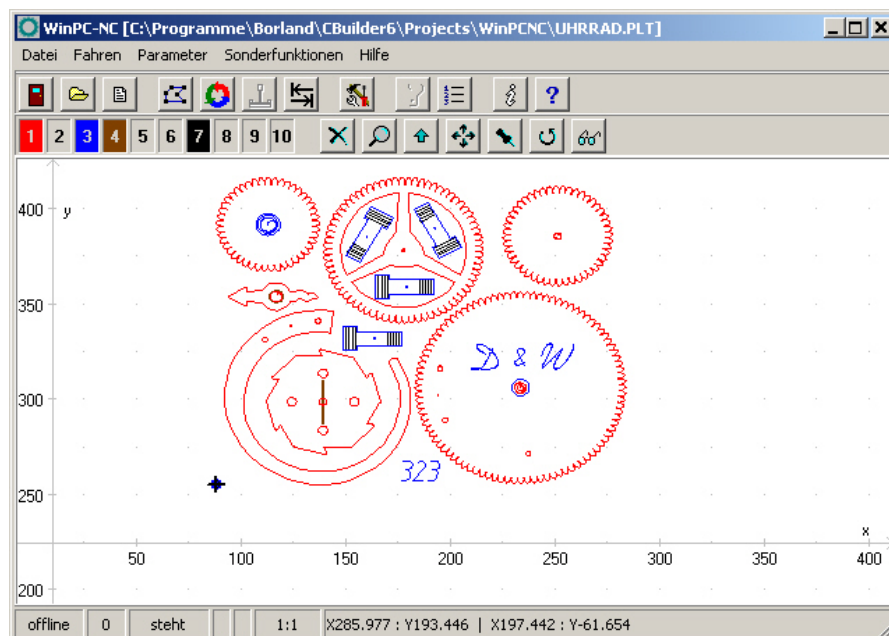 WinPC-NC [C:\Programme\Borland\CBuilder6\Projects\WinPCNC\UHRRAD.PLT]
Datei Fahren Parameter Sonderfunktionen Hilfe
1 2 3 4 5 6 7 8 9 10
y
400
350
D & W
300
323
250
x
50 100 150 200 250 300 350 400
200
offline 0 steht 1:1 X285.977 : Y193.446 | X197.442 : Y-61.654